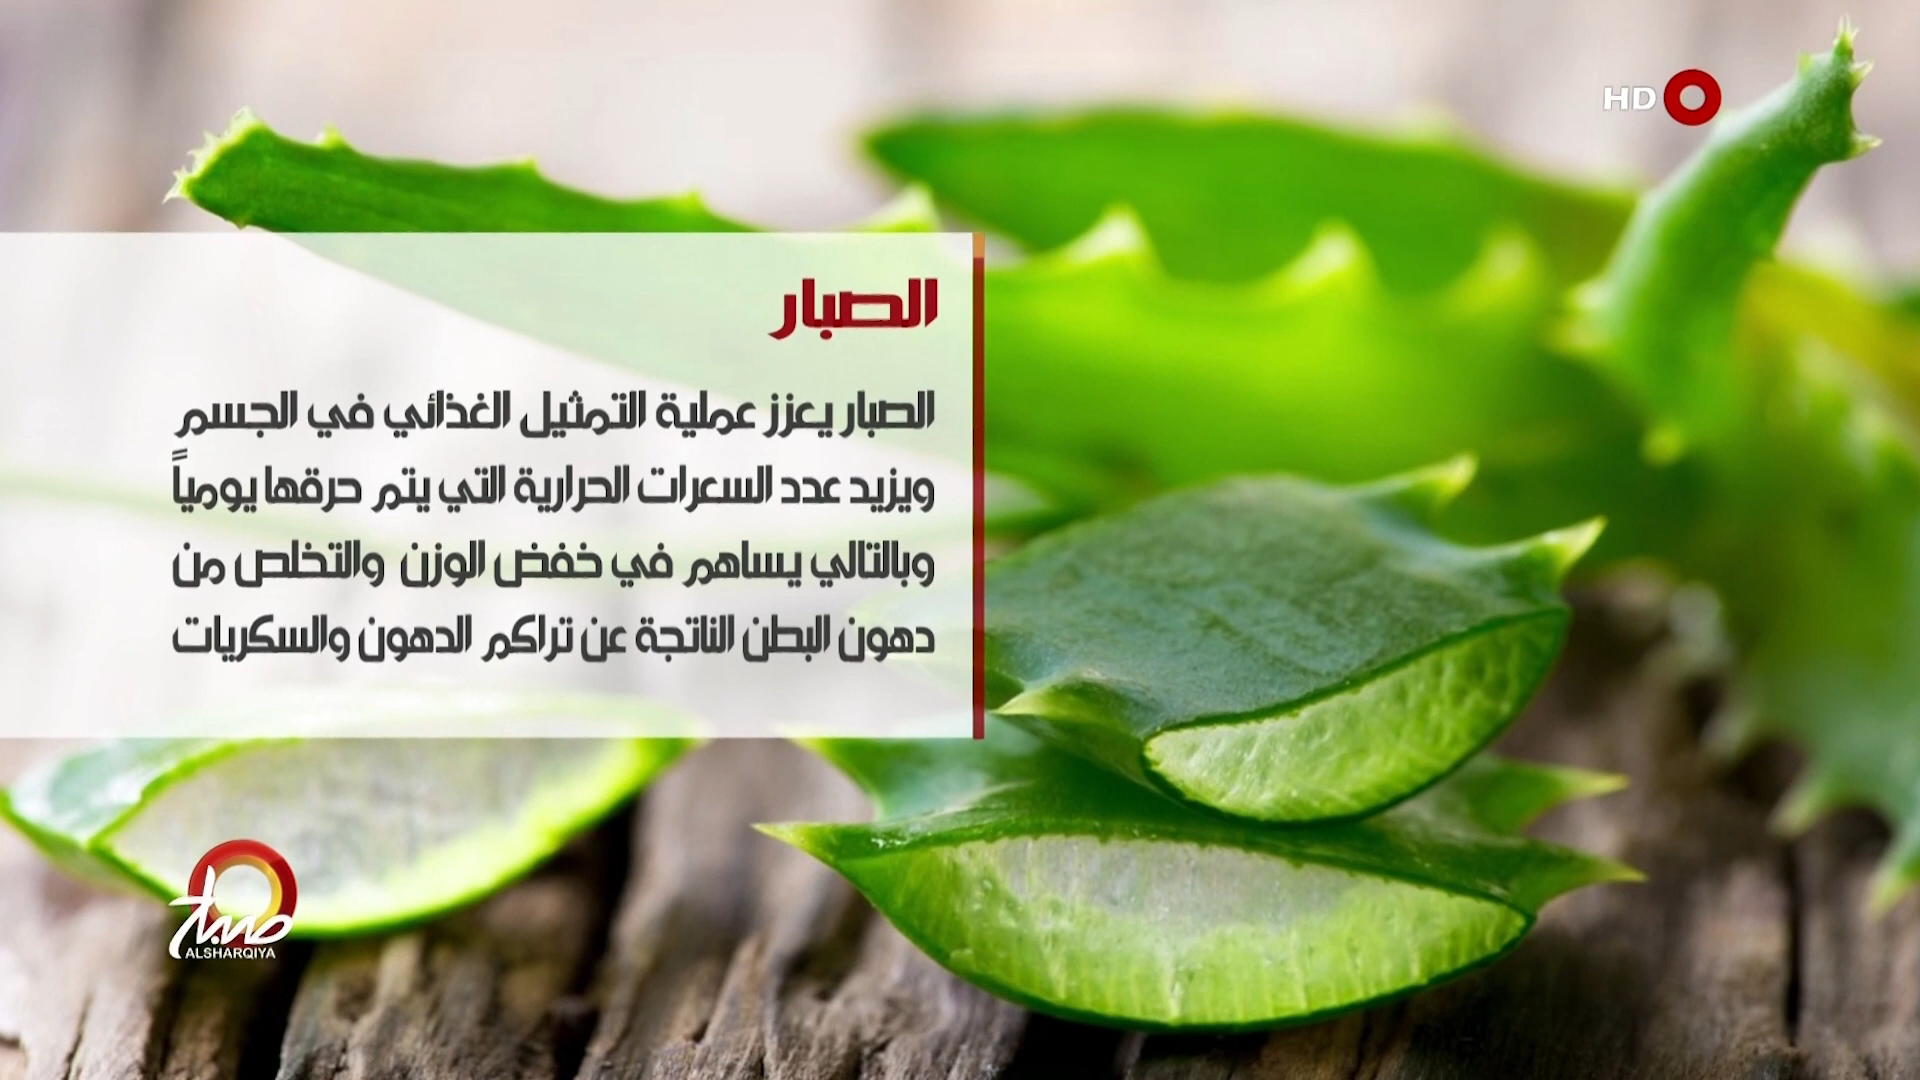 HD
الصبار
الصبار يعزز عملية التمثيل الغذائي في الجسم
ويزيد عدد السعرات الحرارية التي يتم حرقها يومياً
وبالتالي يساهم في خفض الوزن والتخلص من
دهون البطن الناتجة عن تراكم الدهون والسكريات
صباح
ALSHARQIYA